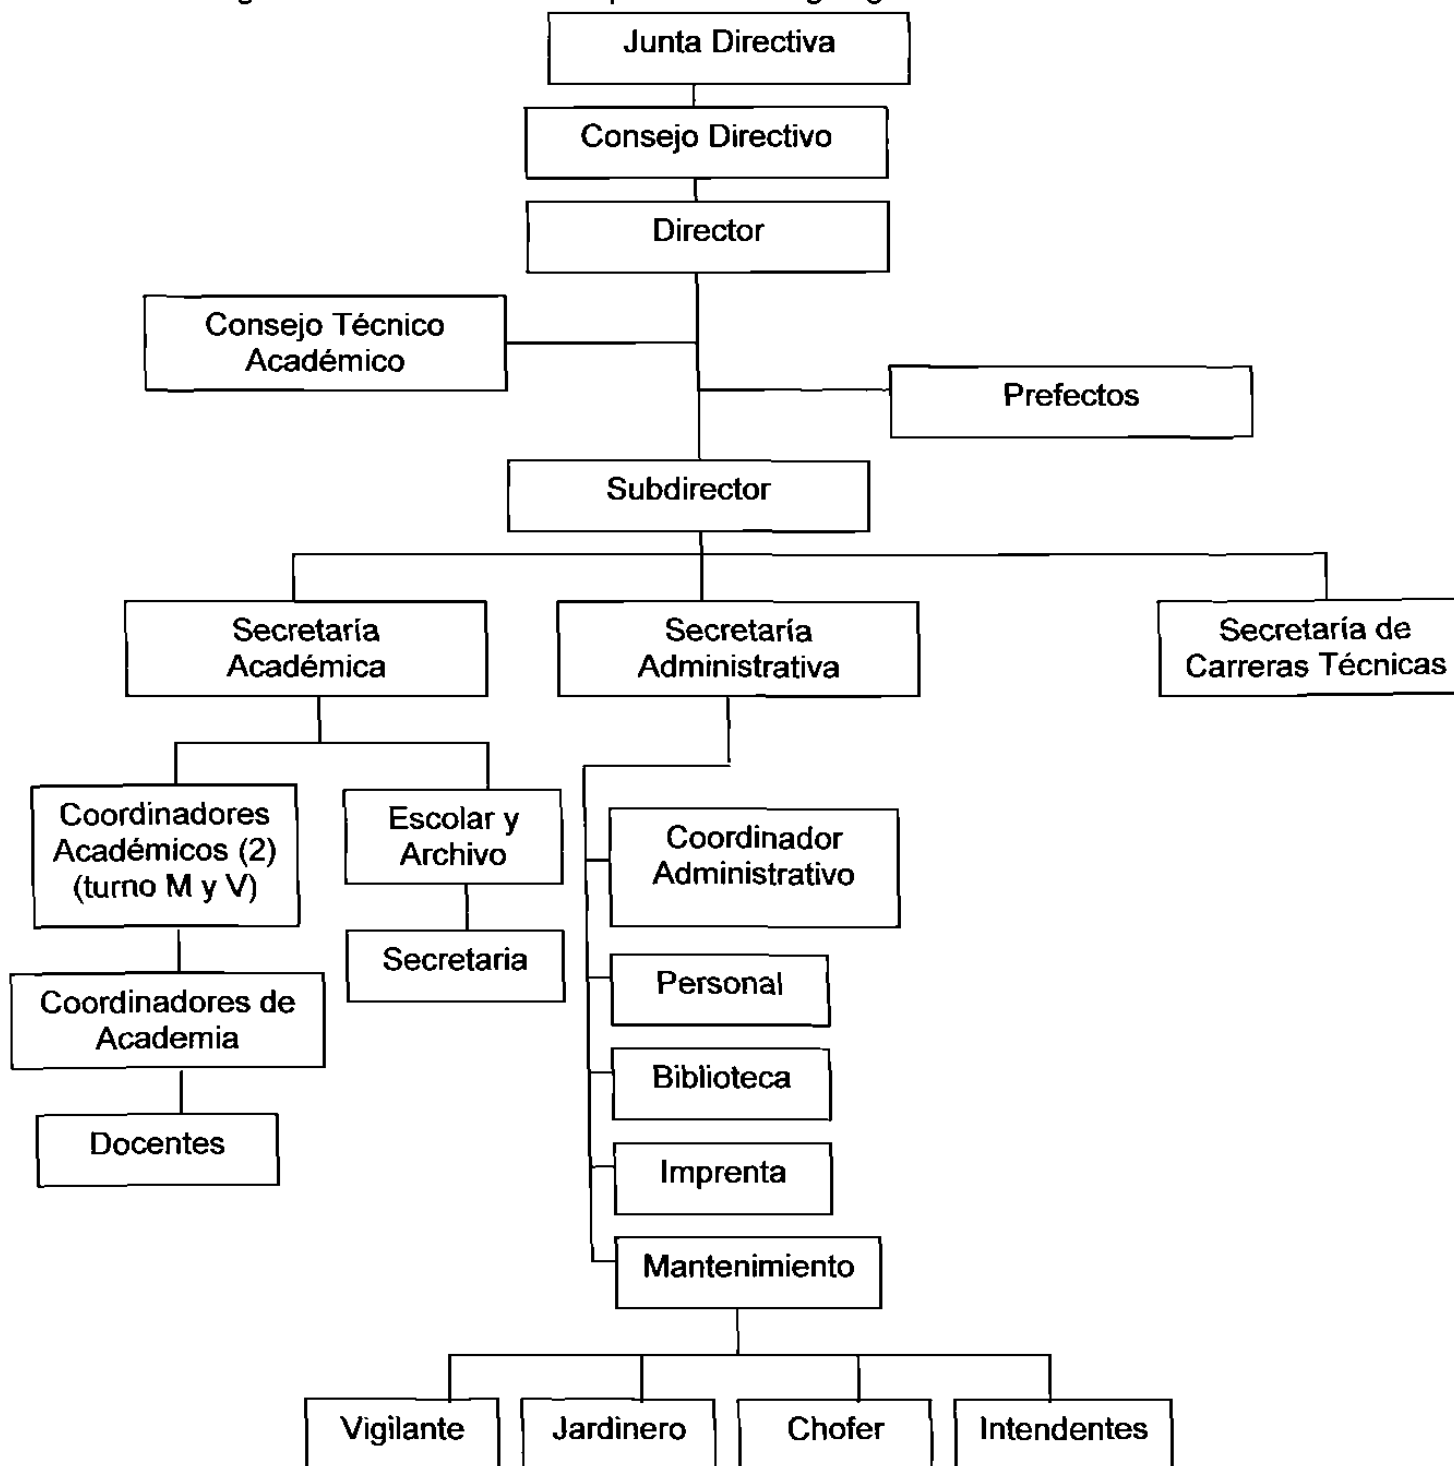 Junta Directiva
Consejo Directivo
Director
Consejo Técnico
Académico
Prefectos
Subdirector
Secretaría
Académica
Secretaría
Administrativa
Secretaría de
Carreras Técnicas
Coordinadores
Académicos (2)
(turno M y V)
Escolar y
Archivo
Coordinador
Administrativo
Secretaria
Personal
Coordinadores de
Academia
Biblioteca
Docentes
Imprenta
Mantenimiento
Vigilante
Jardinero
Chofer
Intendentes